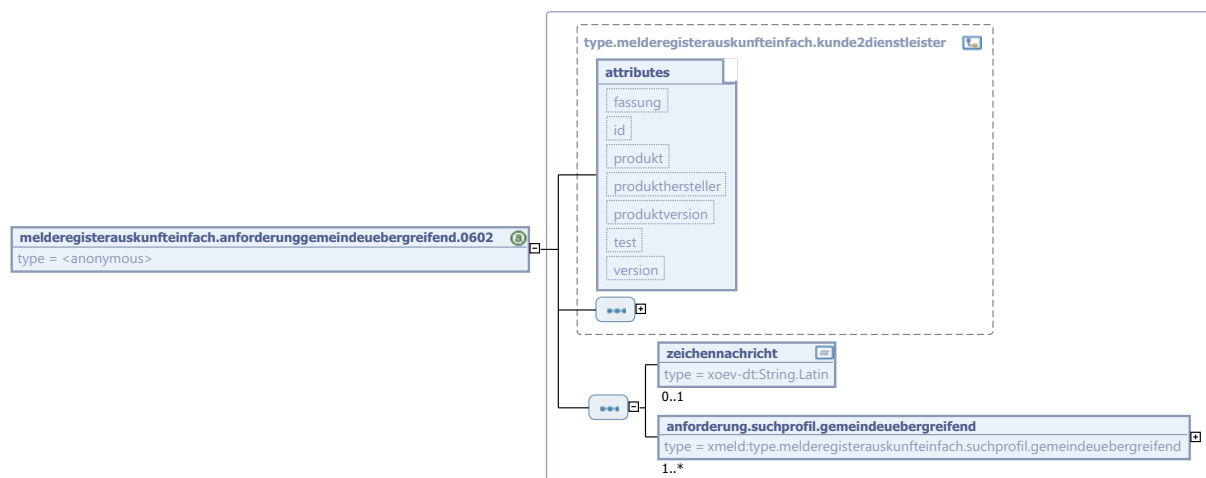 type.melderegisterauskunfteinfach.kunde2dienstleister
attributes
fassung
id
produkt
produkthersteller
produktversion
test
version
melderegisterauskunfteinfach.anforderunggemeindeuebergreifend.0602
type = <anonymous>
zeichennachricht
type = xoev-dt:String.Latin
0..1
anforderung.suchprofil.gemeindeuebergreifend
type = xmeld:type.melderegisterauskunfteinfach.suchprofil.gemeindeuebergreifend
1..*